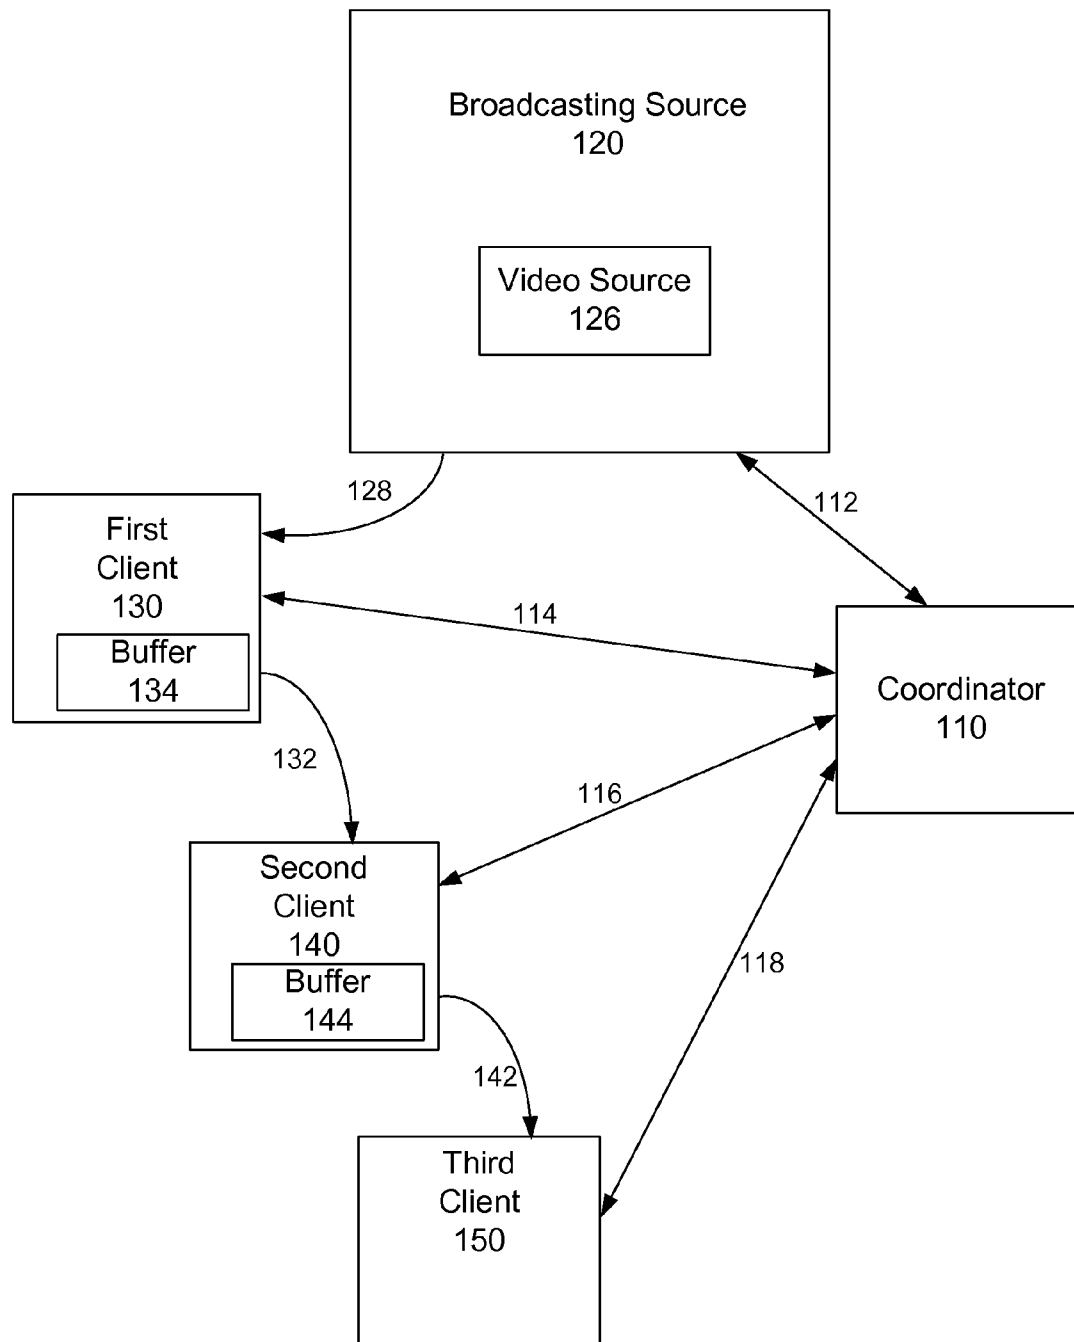 Broadcasting Source
120
Video Source
126
128
112
First
Client
130
Buffer
134
114
Coordinator
110
132
116
Second
Client
140
Buffer
144
118
142
Third
Client
150